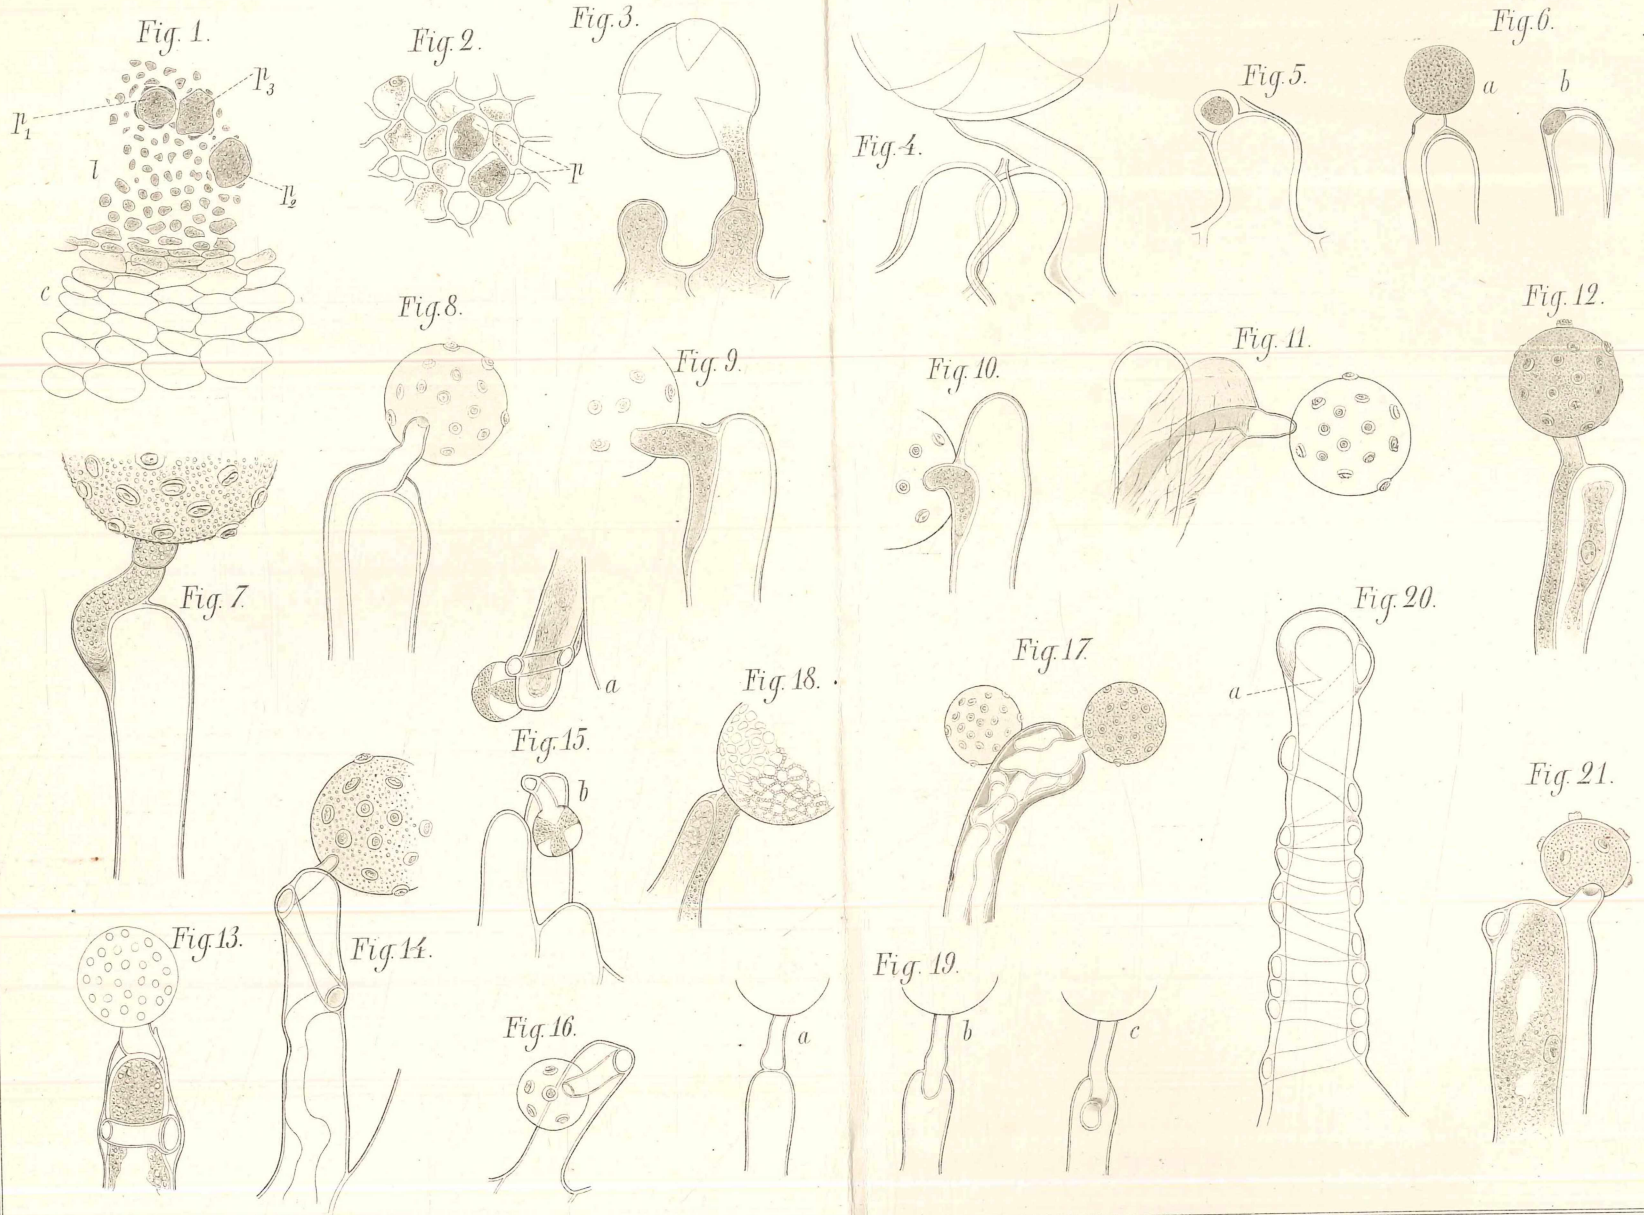 Fig. 1.
p1
p3
l
p2
c
Fig. 2.
p
Fig. 3.
Fig. 4.
Fig. 5.
Fig. 6.
a
b
Fig. 7.
Fig. 8.
Fig. 9.
Fig. 10.
Fig. 11.
Fig. 12.
Fig. 13.
Fig. 14.
a
Fig. 15.
b
Fig. 16.
Fig. 17.
Fig. 18.
Fig. 19.
a
b
c
Fig. 20.
a
Fig. 21.